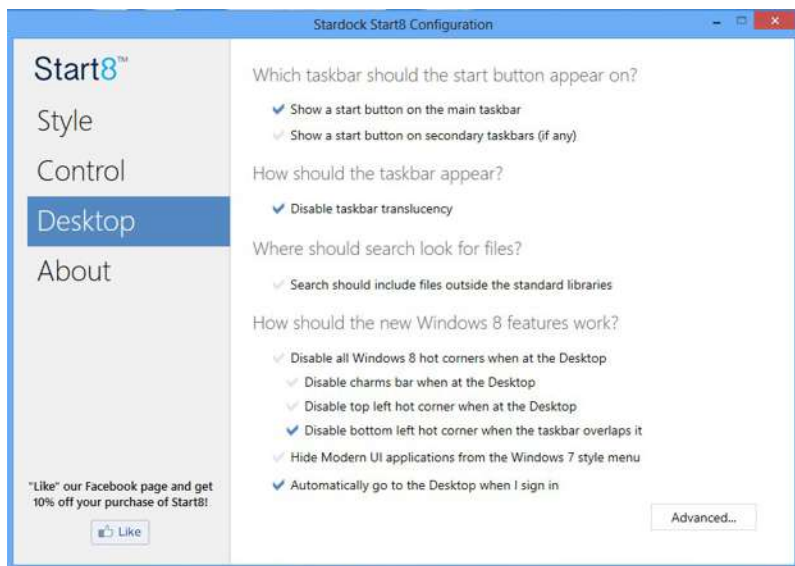 Stardock Start8 Configuration
Start8™
Style
Control
Desktop
About
"Like" our Facebook page and get
10% off your purchase of Start8!
Like
Which taskbar should the start button appear on?
Show a start button on the main taskbar
Show a start button on secondary taskbars (if any)
How should the taskbar appear?
Disable taskbar translucency
Where should search look for files?
Search should include files outside the standard libraries
How should the new Windows 8 features work?
Disable all Windows 8 hot corners when at the Desktop
Disable charms bar when at the Desktop
Disable top left hot corner when at the Desktop
Disable bottom left hot corner when the taskbar overlaps it
Hide Modern UI applications from the Windows 7 style menu
Automatically go to the Desktop when I sign in
Advanced...